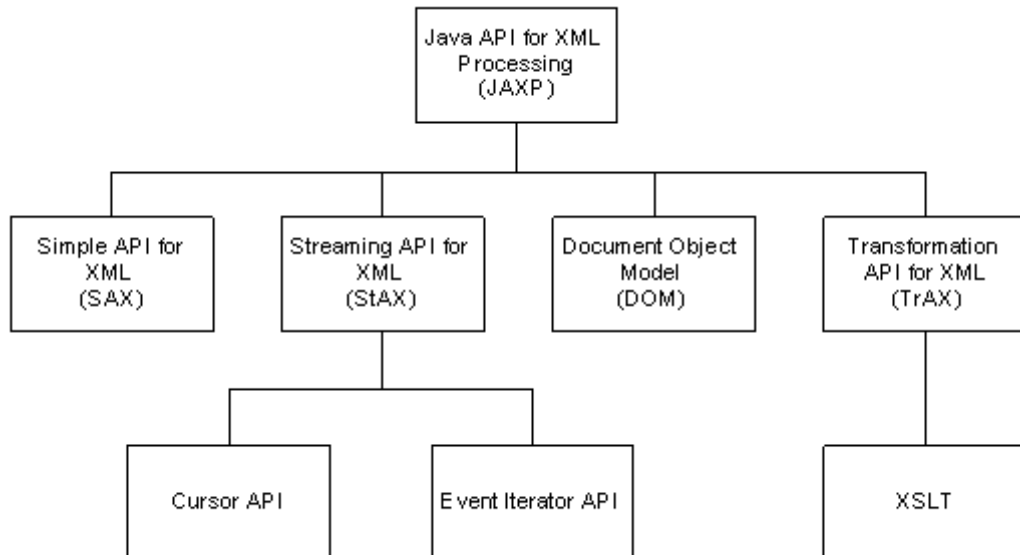 Java API for XML
Processing
(JAXP)
Simple API for
XML
(SAX)
Streaming API for
XML
(StAX)
Document Object
Model
(DOM)
Transformation
API for XML
(TrAX)
Cursor API
Event Iterator API
XSLT